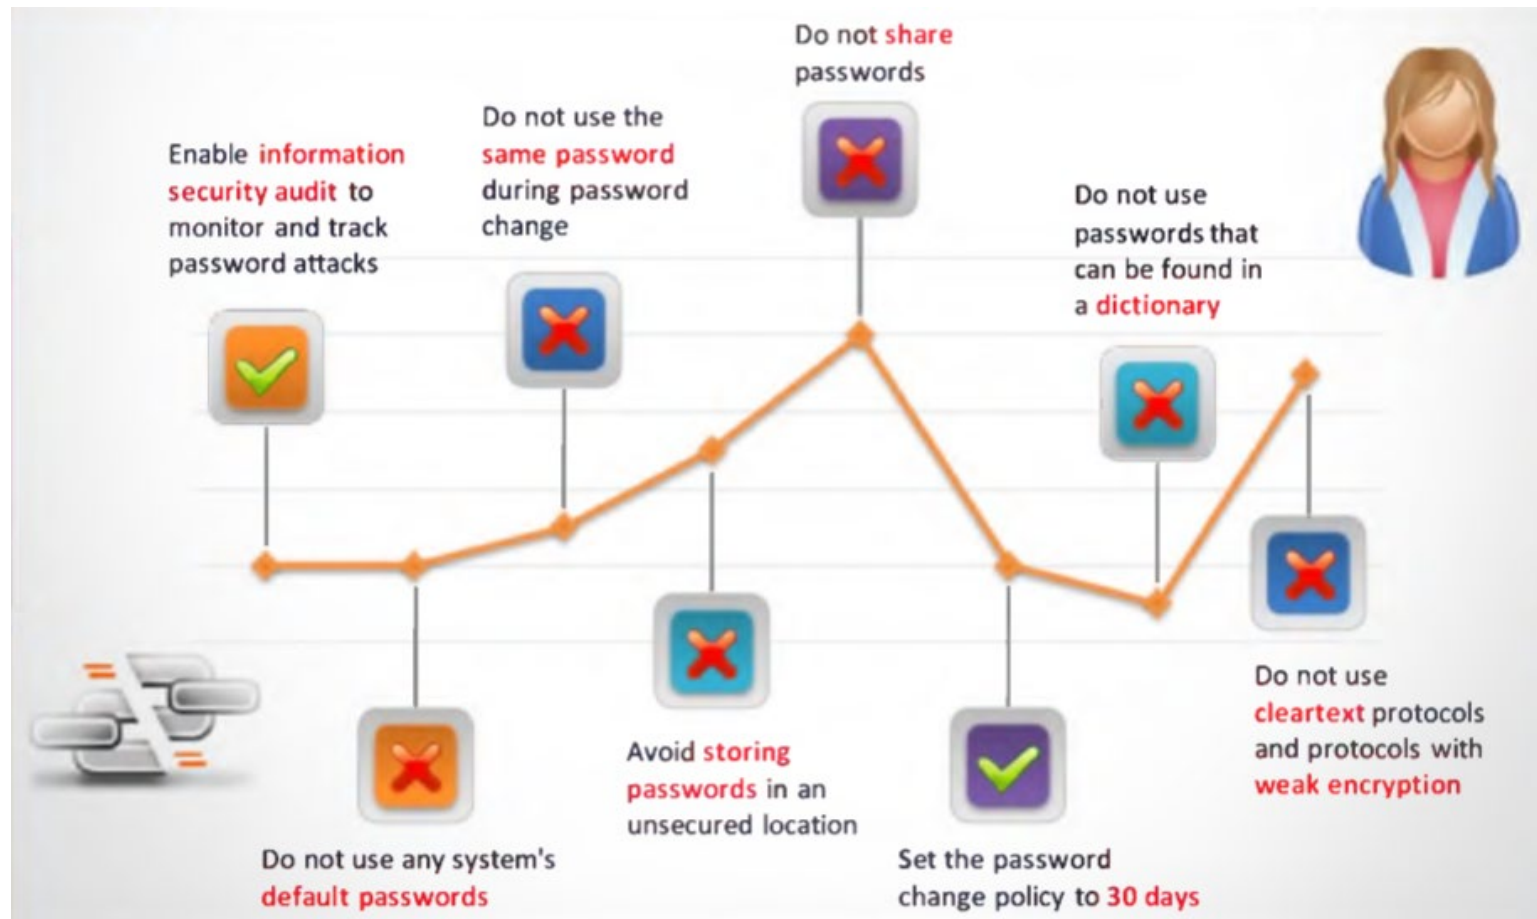 Enable information
security audit to
monitor and track
password attacks
Do not use any system's
default passwords
Do not use the
same password
during password
change
Avoid storing
passwords in an
unsecured location
Do not share
passwords
Set the password
change policy to 30 days
Do not use
passwords that
can be found in
a dictionary
Do not use
cleartext protocols
and protocols with
weak encryption